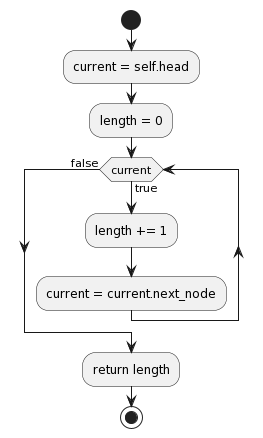 current = self.head
length = 0
false
current
true
length += 1
current = current.next_node
return length